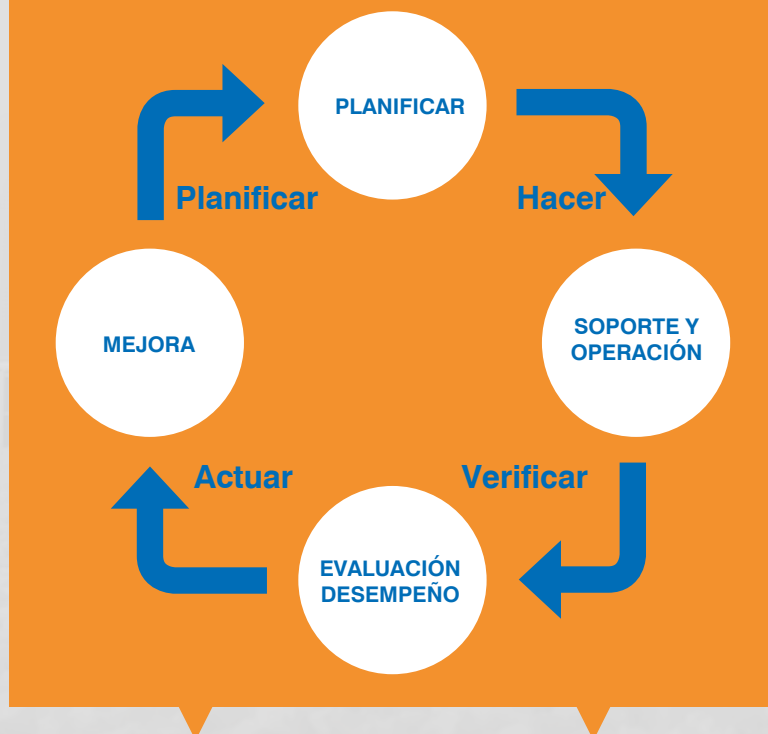 PLANIFICAR
Planificar
Hacer
MEJORA
SOPORTE Y
OPERACIÓN
Actuar
Verificar
EVALUACIÓN
DESEMPEÑO